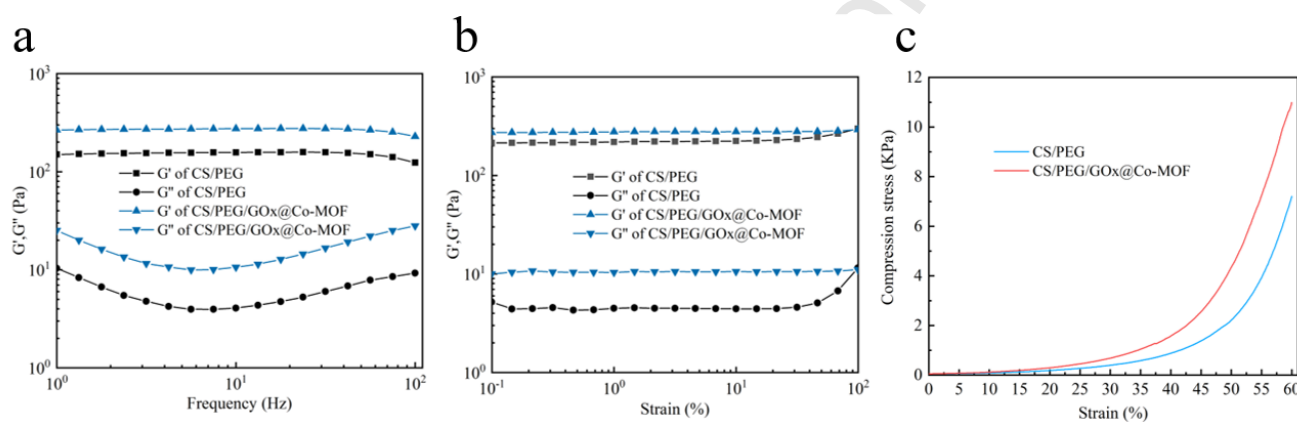 a
10³
10²
10¹
10⁰
G',G'' (Pa)
G' of CS/PEG
G'' of CS/PEG
G' of CS/PEG/GOx@Co-MOF
G'' of CS/PEG/GOx@Co-MOF
10⁰ 10¹ 10²
Frequency (Hz)
b
10³
10²
10¹
10⁰
G',G'' (Pa)
G' of CS/PEG
G'' of CS/PEG
G' of CS/PEG/GOx@Co-MOF
G'' of CS/PEG/GOx@Co-MOF
10⁻¹ 10⁰ 10¹ 10²
Strain (%)
c
12
10
8
6
4
2
0
Compression stress (KPa)
CS/PEG
CS/PEG/GOx@Co-MOF
0 5 10 15 20 25 30 35 40 45 50 55 60
Strain (%)